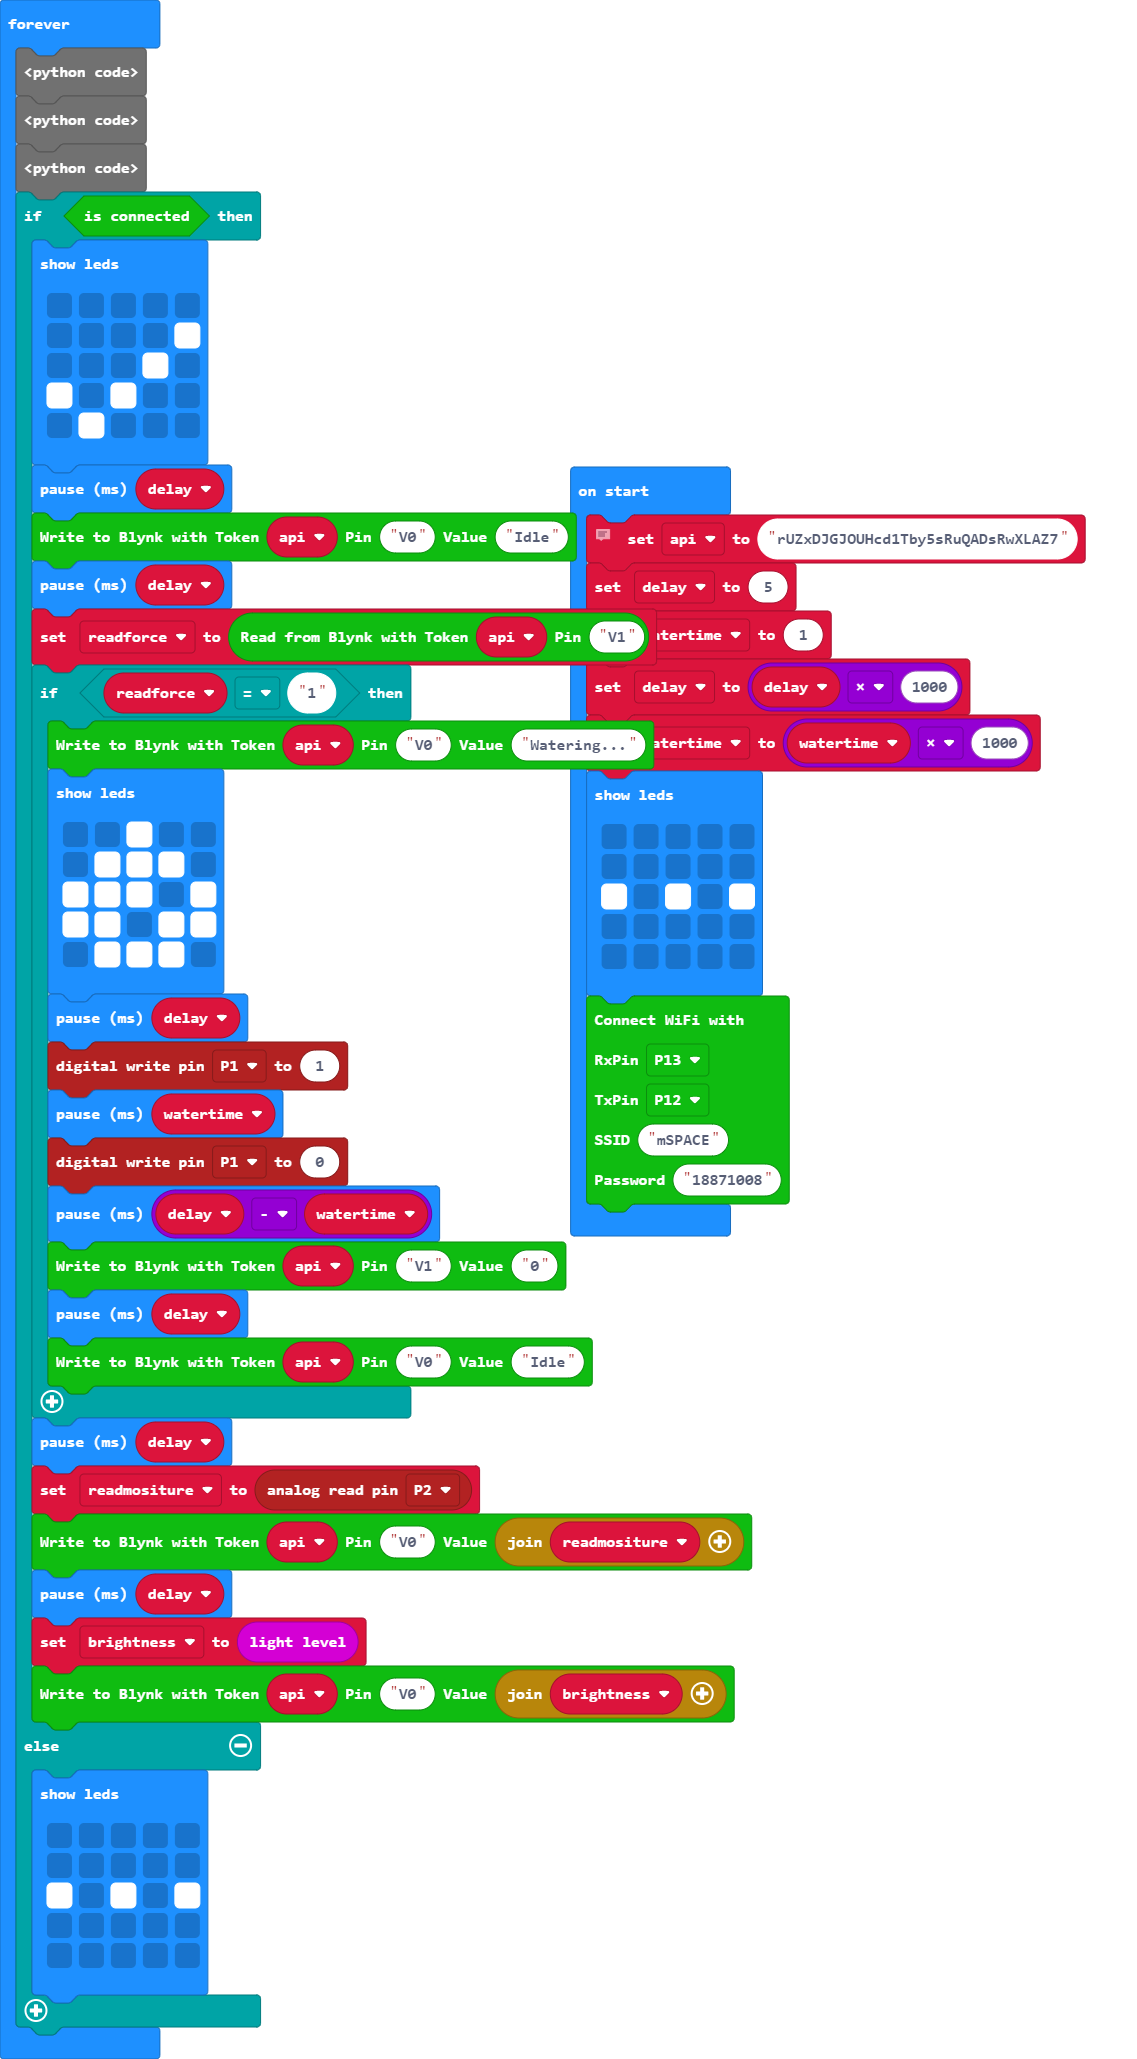 forever
<python code>
<python code>
<python code>
if is connected then
show leds
pause (ms) delay
Write to Blynk with Token api Pin "V0" Value "Idle"
pause (ms) delay
set readforce to Read from Blynk with Token api Pin "V1"
if readforce = "1" then
Write to Blynk with Token api Pin "V0" Value "Watering..."
show leds
pause (ms) delay
digital write pin P1 to 1
pause (ms) watertime
digital write pin P1 to 0
pause (ms) delay - watertime
Write to Blynk with Token api Pin "V1" Value "0"
pause (ms) delay
Write to Blynk with Token api Pin "V0" Value "Idle"
pause (ms) delay
set readmositure to analog read pin P2
Write to Blynk with Token api Pin "V0" Value join readmositure
pause (ms) delay
set brightness to light level
Write to Blynk with Token api Pin "V0" Value join brightness
else
show leds
on start
set api to "rUZxDJGJOUHcd1Tby5sRuQADsRwXLAZ7"
set delay to 5
atertime to 1
set delay to delay × 1000
atertime to watertime × 1000
show leds
Connect WiFi with
RxPin P13
TxPin P12
SSID "mSPACE"
Password "18871008"